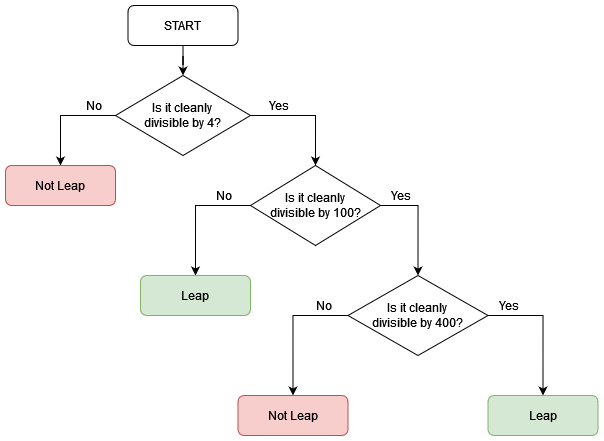 START
Is it cleanly
divisible by 4?
No
Yes
Not Leap
Is it cleanly
divisible by 100?
No
Yes
Leap
Is it cleanly
divisible by 400?
No
Yes
Not Leap
Leap